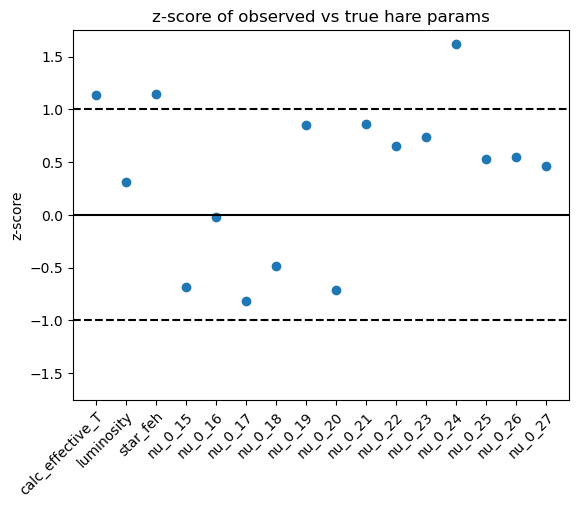 z-score of observed vs true hare params
z-score
1.5
1.0
0.5
0.0
−0.5
−1.0
−1.5
calc_effective_T
luminosity
star_feh
nu_0_15
nu_0_16
nu_0_17
nu_0_18
nu_0_19
nu_0_20
nu_0_21
nu_0_22
nu_0_23
nu_0_24
nu_0_25
nu_0_26
nu_0_27